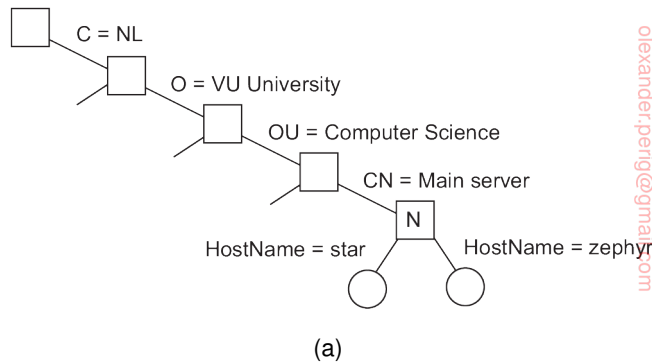 C = NL
O = VU University
OU = Computer Science
CN = Main server
N
HostName = star
HostName = zephyr
(a)
olexander.perig@gmail.com